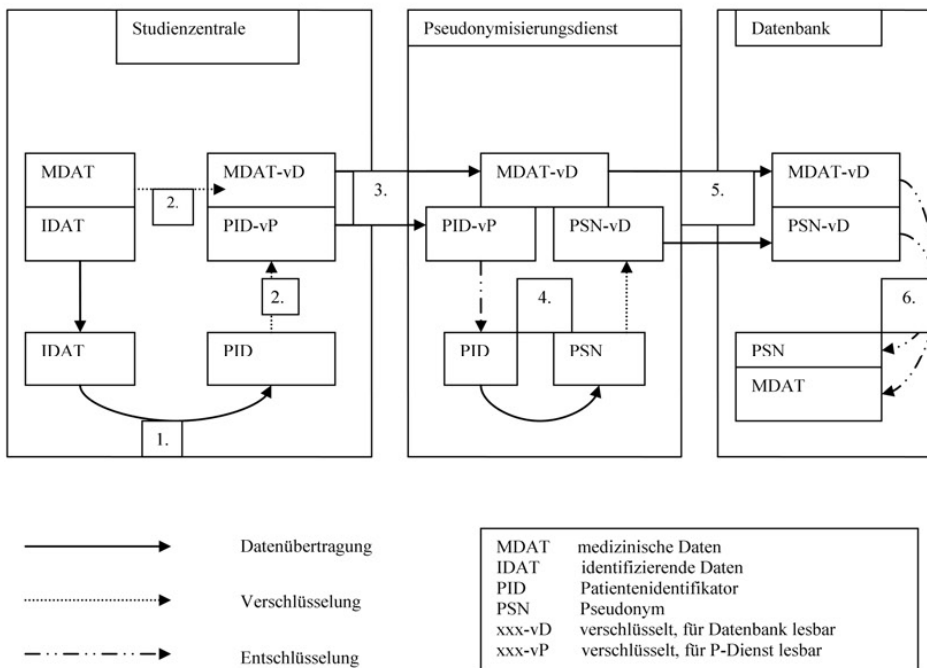 Studienzentrale
Pseudonymisierungsdienst
Datenbank
MDAT
IDAT
2.
MDAT-vD
PID-vP
3.
2.
IDAT
PID
1.
MDAT-vD
PID-vP
PSN-vD
4.
PID
PSN
5.
MDAT-vD
PSN-vD
6.
PSN
MDAT
Datenübertragung
Verschlüsselung
Entschlüsselung
MDAT medizinische Daten
IDAT identifizierende Daten
PID Patientenidentifikator
PSN Pseudonym
xxx-vD verschlüsselt, für Datenbank lesbar
xxx-vP verschlüsselt, für P-Dienst lesbar